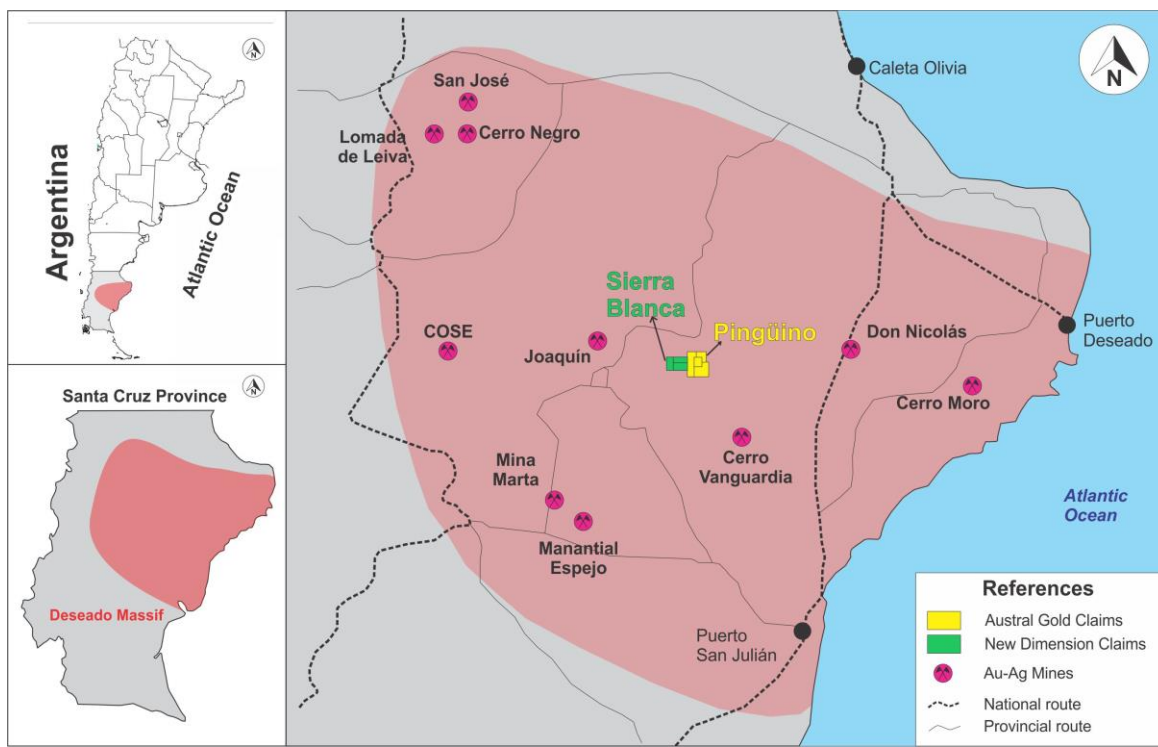 N
Argentina
Atlantic Ocean
Santa Cruz Province
N
Deseado Massif
N
Caleta Olivia
San José
Lomada
de Leiva
Cerro Negro
Sierra
Blanca
Pingüino
COSE
Joaquín
Don Nicolás
Puerto
Deseado
Cerro Moro
Cerro
Vanguardia
Mina
Marta
Manantial
Espejo
Atlantic
Ocean
Puerto
San Julián
References
Austral Gold Claims
New Dimension Claims
Au-Ag Mines
National route
Provincial route